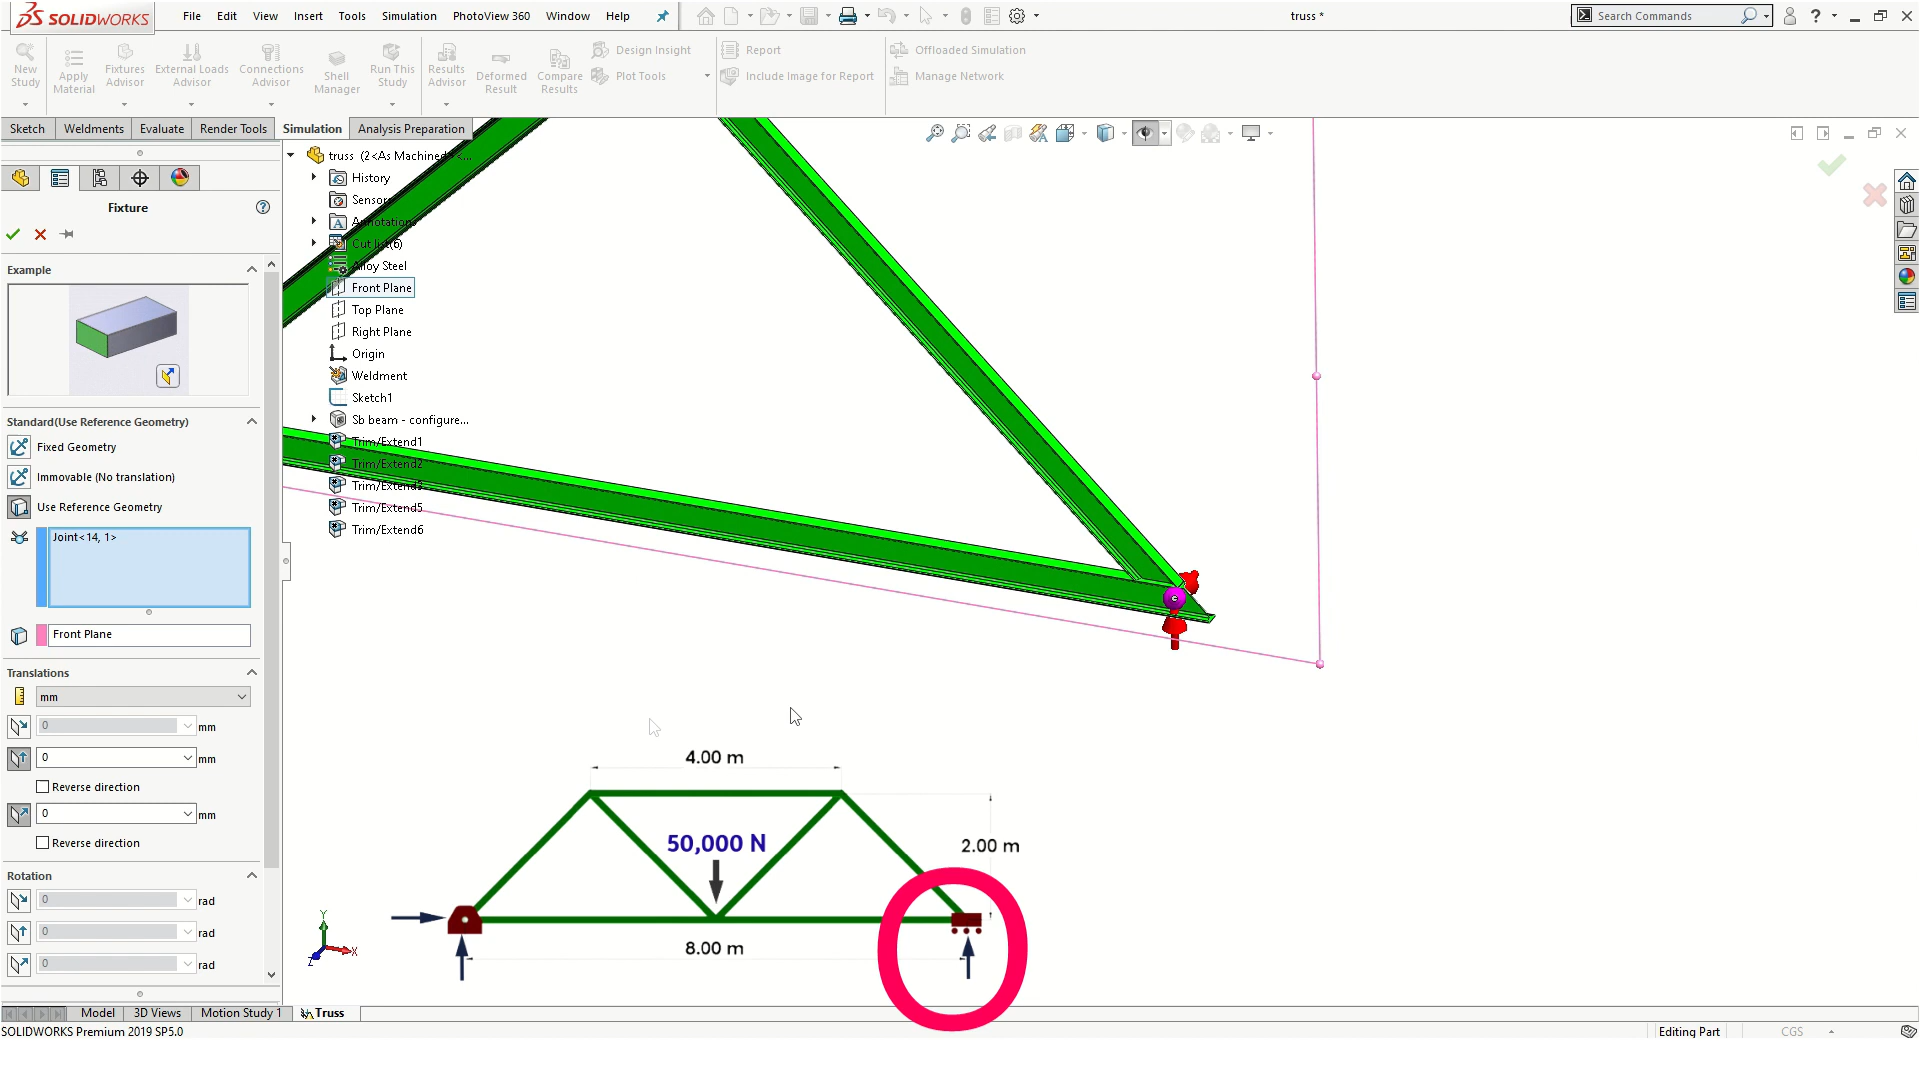 SOLIDWORKS
File Edit View Insert Tools Simulation PhotoView 360 Window Help
truss *
Search Commands
New Study
Apply Material
Fixtures Advisor
External Loads Advisor
Connections Advisor
Shell Manager
Run This Study
Results Advisor
Deformed Result
Compare Results
Design Insight
Plot Tools
Report
Include Image for Report
Offloaded Simulation
Manage Network
Sketch Weldments Evaluate Render Tools Simulation Analysis Preparation
Fixture
Example
Standard(Use Reference Geometry)
Fixed Geometry
Immovable (No translation)
Use Reference Geometry
Joint<14, 1>
Front Plane
Translations
mm
0 mm
0 mm
Reverse direction
0 mm
Reverse direction
Rotation
0 rad
0 rad
0 rad
truss (2<As Machined><...
History
Sensors
Annotations
Cut list(6)
Alloy Steel
Front Plane
Top Plane
Right Plane
Origin
Weldment
Sketch1
Sb beam - configure...
Trim/Extend1
Trim/Extend2
Trim/Extend3
Trim/Extend5
Trim/Extend6
4.00 m
50,000 N
2.00 m
8.00 m
Y
X
Z
Model 3D Views Motion Study 1 Truss
SOLIDWORKS Premium 2019 SP5.0
Editing Part
CGS